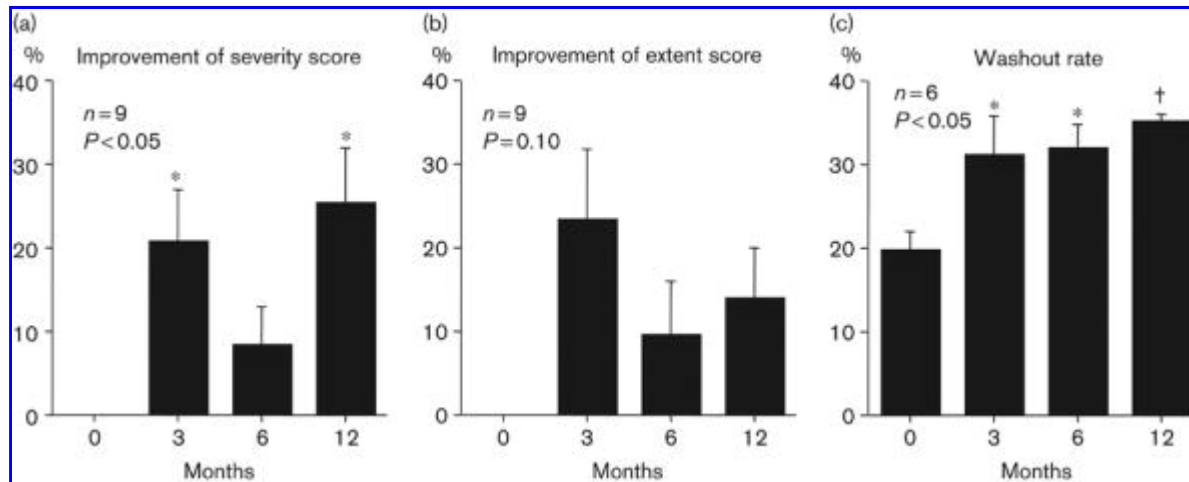 (a)
% Improvement of severity score
40
n=9
P<0.05
30
*
*
20
10
0
0 3 6 12
Months
(b)
% Improvement of extent score
40
n=9
P=0.10
30
20
10
0
0 3 6 12
Months
(c)
% Washout rate
40
n=6
P<0.05
*
*
†
30
20
10
0
0 3 6 12
Months